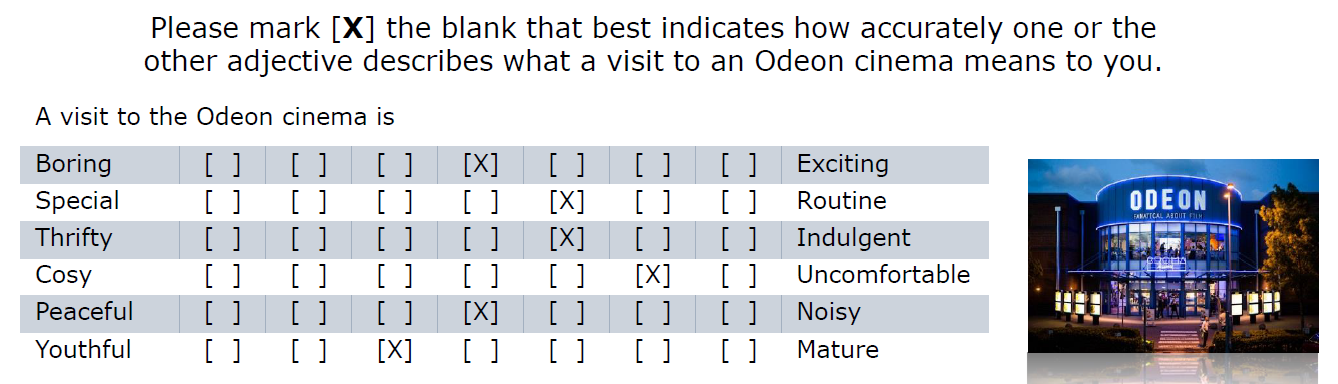 Please mark [X] the blank that best indicates how accurately one or the
other adjective describes what a visit to an Odeon cinema means to you.
A visit to the Odeon cinema is
Boring [ ] [ ] [ ] [X] [ ] [ ] [ ] Exciting
Special [ ] [ ] [ ] [ ] [X] [ ] [ ] Routine
Thrifty [ ] [ ] [ ] [ ] [X] [ ] [ ] Indulgent
Cosy [ ] [ ] [ ] [ ] [ ] [X] [ ] Uncomfortable
Peaceful [ ] [ ] [ ] [X] [ ] [ ] [ ] Noisy
Youthful [ ] [ ] [X] [ ] [ ] [ ] [ ] Mature
ODEON
FANATICAL ABOUT FILM